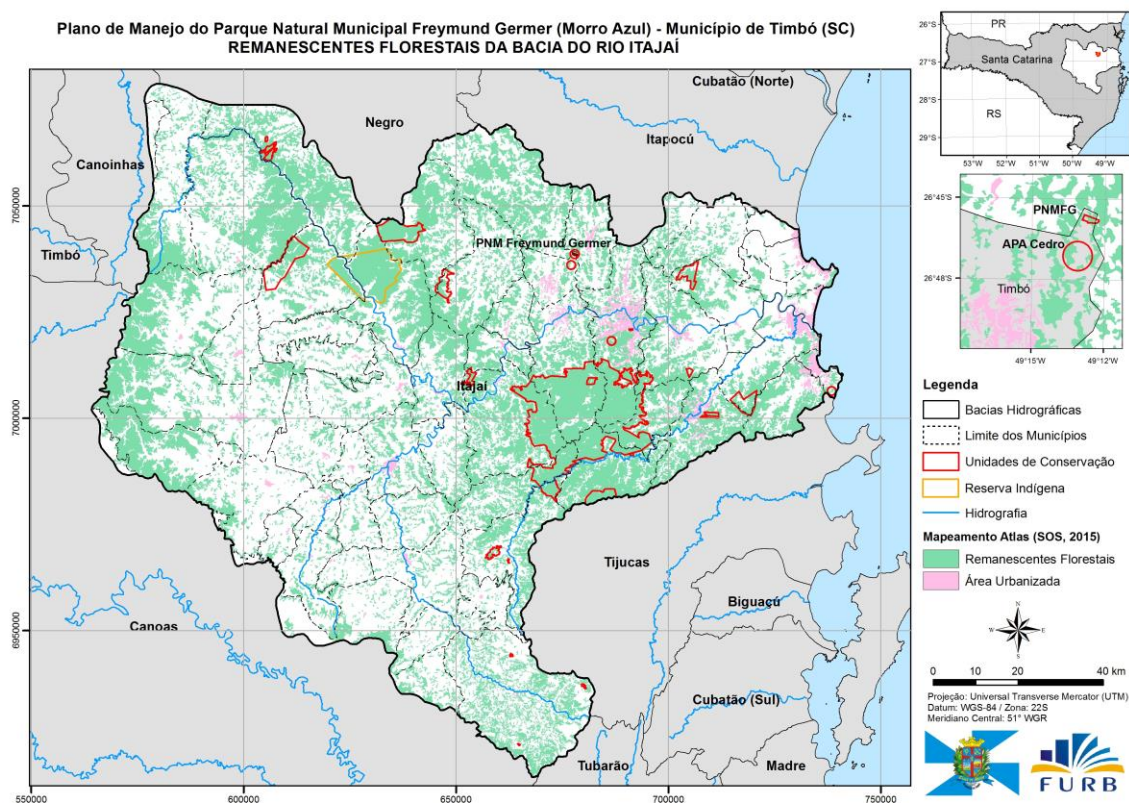 Plano de Manejo do Parque Natural Municipal Freymund Germer (Morro Azul) - Município de Timbó (SC)
REMANESCENTES FLORESTAIS DA BACIA DO RIO ITAJAÍ
Cubatão (Norte)
Negro
Itapocú
Canoinhas
Timbó
PNM Freymund Germer
Itajaí
Tijucas
Biguaçú
Canoas
Cubatão (Sul)
Tubarão
Madre
7050000
7000000
6950000
550000
600000
650000
700000
750000
26°S
27°S
28°S
29°S
PR
Santa Catarina
RS
53°W
52°W
51°W
50°W
49°W
26°45'S
26°48'S
PNMFG
APA Cedro
Timbó
49°15'W
49°12'W
Legenda
Bacias Hidrográficas
Limite dos Municípios
Unidades de Conservação
Reserva Indígena
Hidrografia
Mapeamento Atlas (SOS, 2015)
Remanescentes Florestais
Área Urbanizada
N
W
E
S
0 10 20 40 km
Projeção: Universal Transverse Mercator (UTM)
Datum: WGS-84 / Zona: 22S
Meridiano Central: 51° WGR
FURB